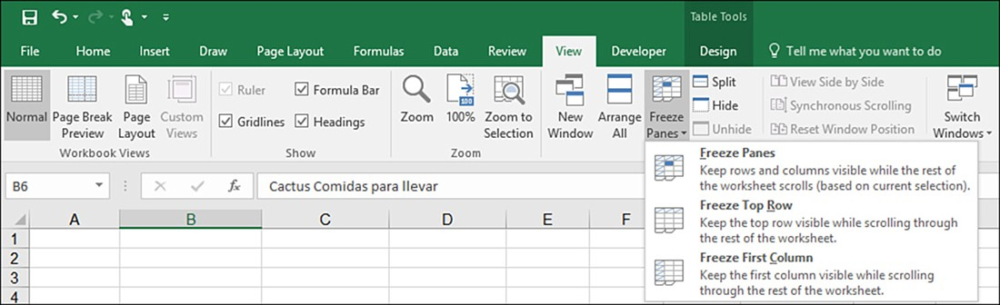 Table Tools
File Home Insert Draw Page Layout Formulas Data Review View Developer Design Tell me what you want to do
Normal
Page Break
Preview
Page
Layout
Custom
Views
Workbook Views
Ruler
Formula Bar
Gridlines
Headings
Show
Zoom
100
100%
Zoom to
Selection
Zoom
New
Window
Arrange
All
Freeze
Panes
Split
Hide
Unhide
View Side by Side
Synchronous Scrolling
Reset Window Position
Switch
Windows
Freeze Panes
Keep rows and columns visible while the rest of
the worksheet scrolls (based on current selection).
Freeze Top Row
Keep the top row visible while scrolling through
the rest of the worksheet.
Freeze First Column
Keep the first column visible while scrolling
through the rest of the worksheet.
B6 fx Cactus Comidas para llevar
A B C D E F
1
2
3
4